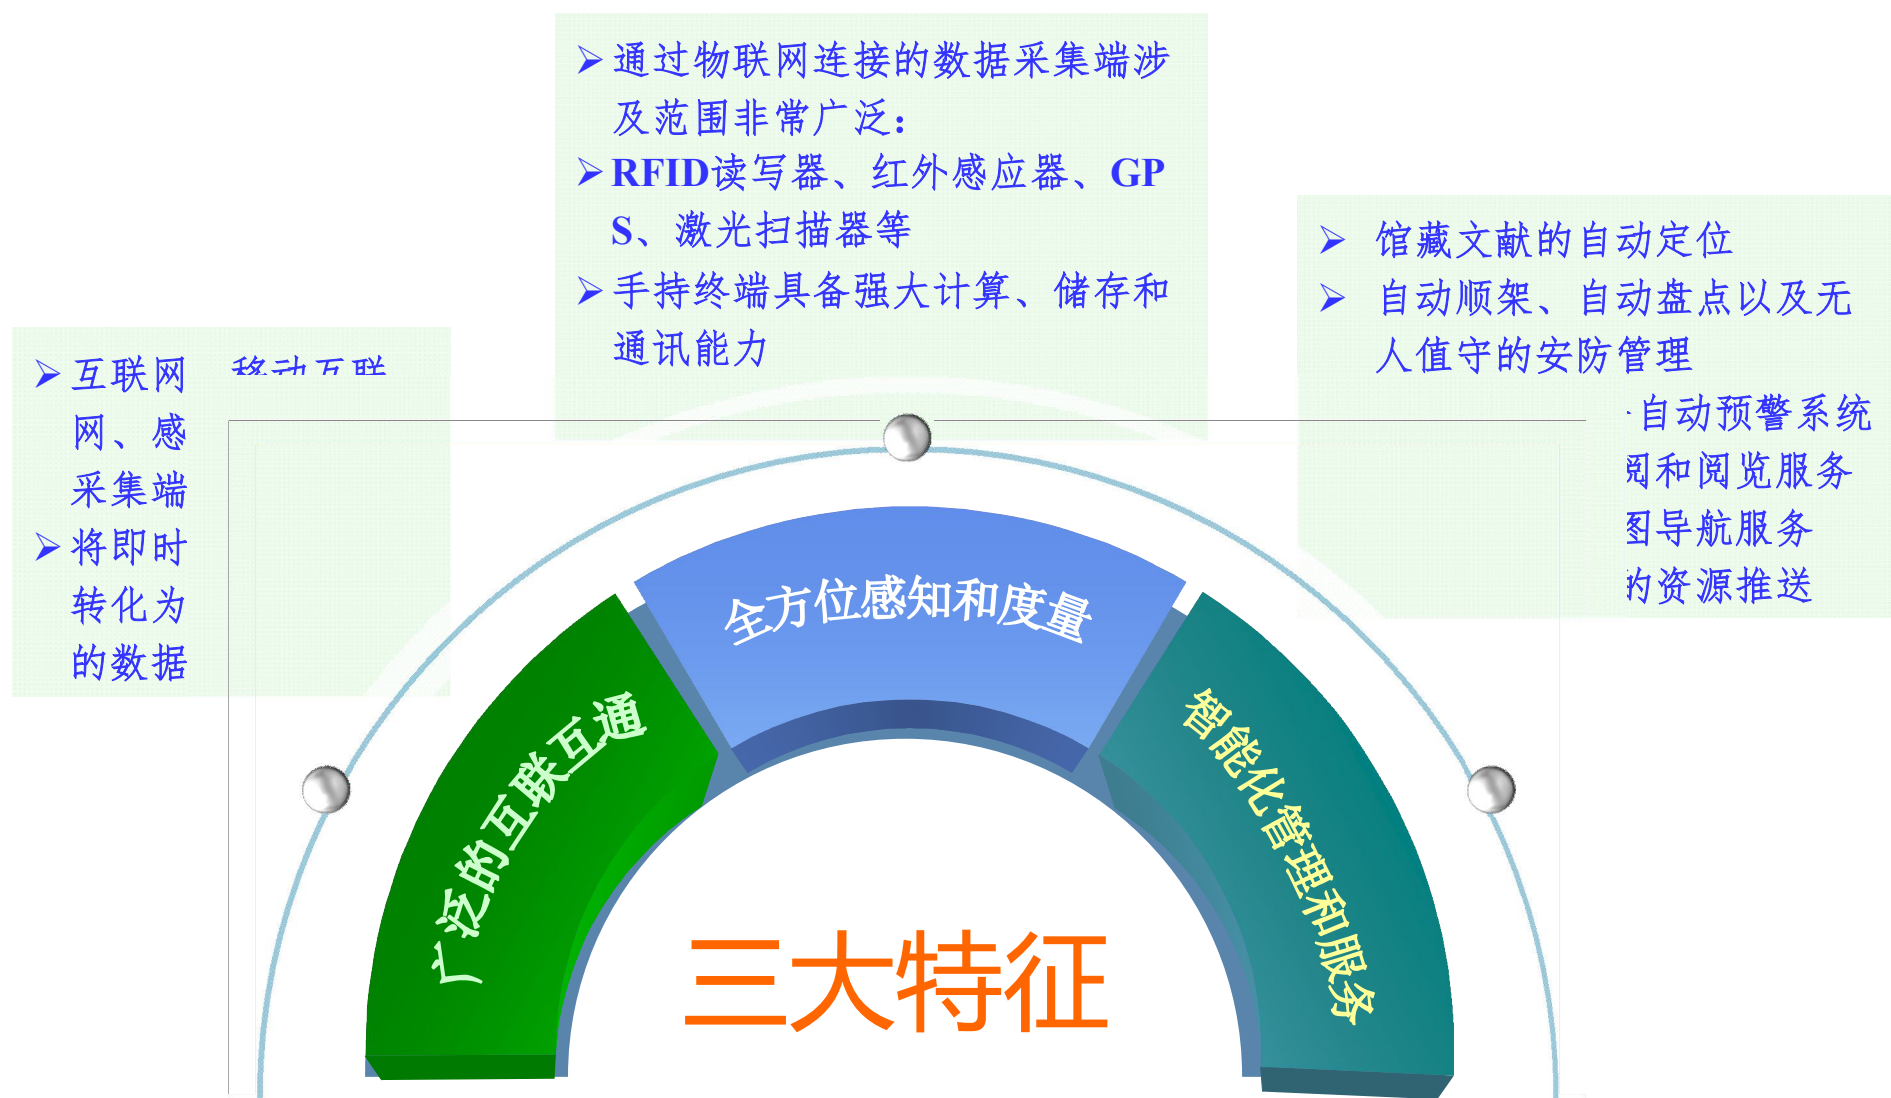 ➢通过物联网连接的数据采集端涉
及范围非常广泛：
➢RFID读写器、红外感应器、GP
S、激光扫描器等
➢手持终端具备强大计算、储存和
通讯能力
➢ 馆藏文献的自动定位
➢ 自动顺架、自动盘点以及无
人值守的安防管理
自动预警系统
阅和阅览服务
图导航服务
的资源推送
➢互联网 移动互联
网、感
采集端
➢将即时
转化为
的数据
全方位感知和度量
广泛的互联互通
智能化管理和服务
三大特征